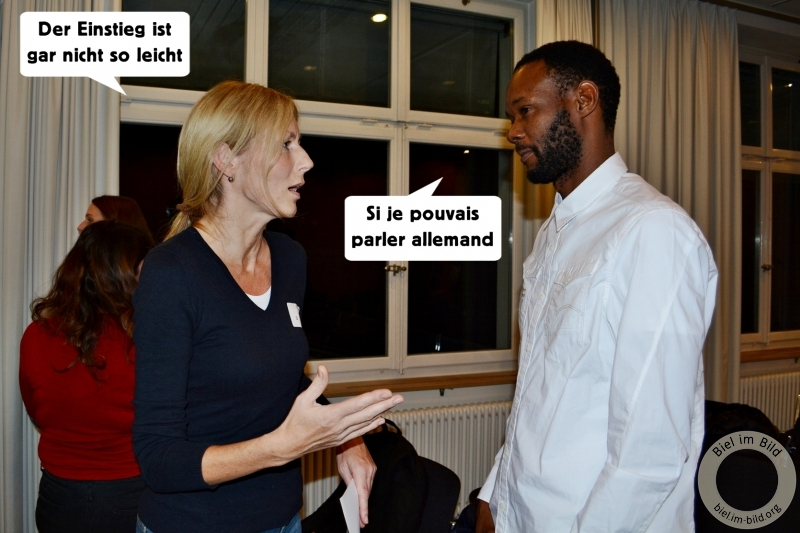 Der Einstieg ist
gar nicht so leicht
Si je pouvais
parler allemand
Biel im Bild
biel.im-bild.org